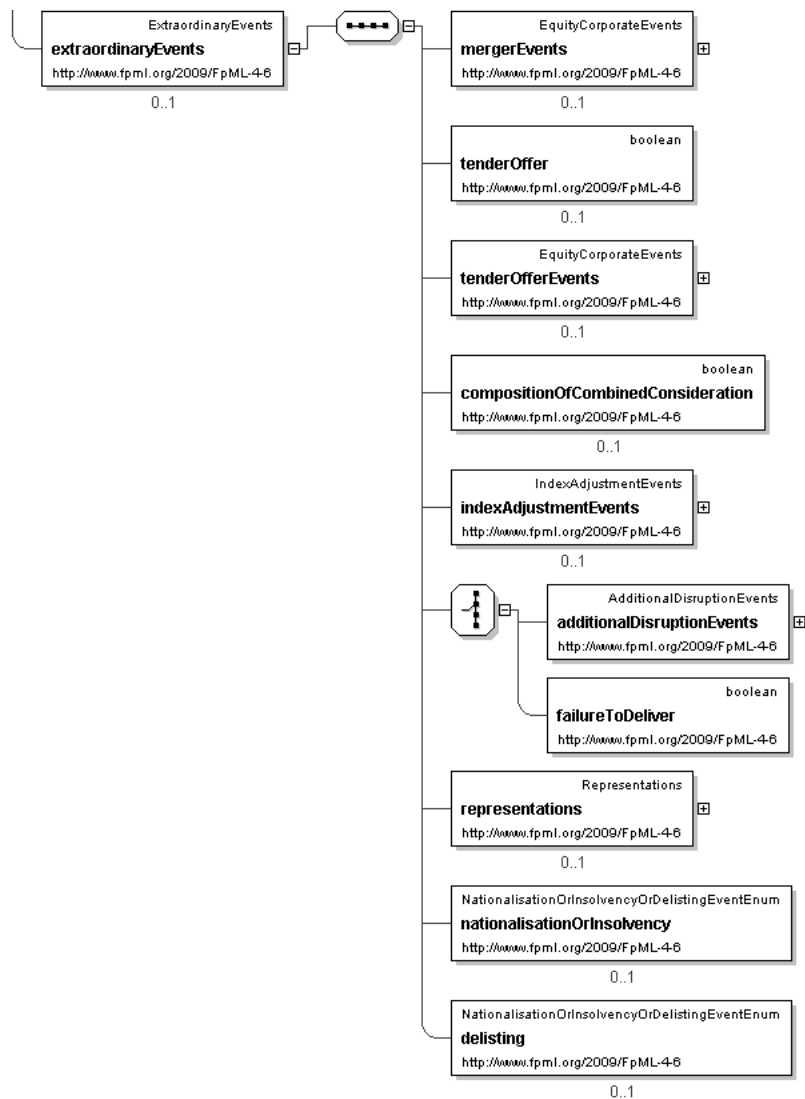 ExtraordinaryEvents
extraordinaryEvents
http://www.fpml.org/2009/FpML-4-6
0..1
EquityCorporateEvents
mergerEvents
http://www.fpml.org/2009/FpML-4-6
0..1
boolean
tenderOffer
http://www.fpml.org/2009/FpML-4-6
0..1
EquityCorporateEvents
tenderOfferEvents
http://www.fpml.org/2009/FpML-4-6
0..1
boolean
compositionOfCombinedConsideration
http://www.fpml.org/2009/FpML-4-6
0..1
IndexAdjustmentEvents
indexAdjustmentEvents
http://www.fpml.org/2009/FpML-4-6
0..1
AdditionalDisruptionEvents
additionalDisruptionEvents
http://www.fpml.org/2009/FpML-4-6
boolean
failureToDeliver
http://www.fpml.org/2009/FpML-4-6
Representations
representations
http://www.fpml.org/2009/FpML-4-6
0..1
NationalisationOrInsolvencyOrDelistingEventEnum
nationalisationOrInsolvency
http://www.fpml.org/2009/FpML-4-6
0..1
NationalisationOrInsolvencyOrDelistingEventEnum
delisting
http://www.fpml.org/2009/FpML-4-6
0..1